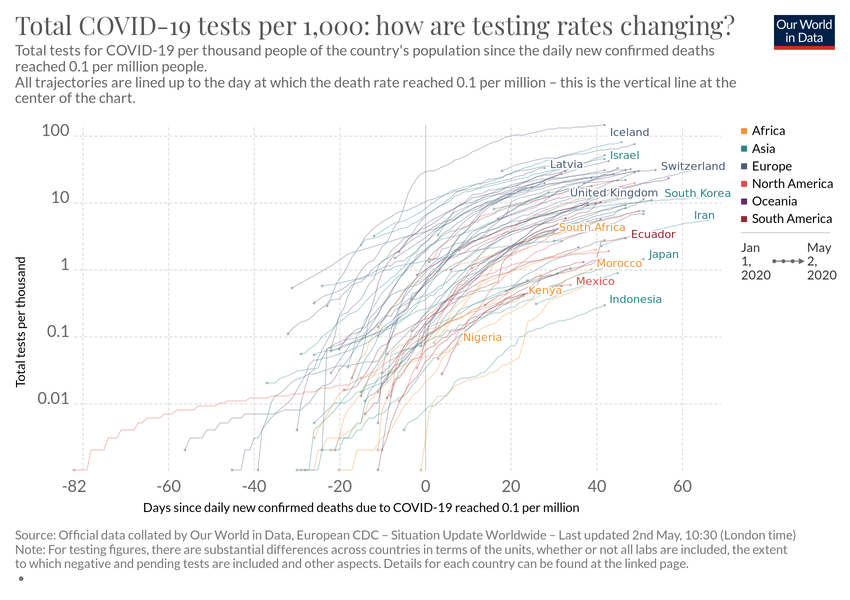 Total COVID-19 tests per 1,000: how are testing rates changing?
Our World
in Data
Total tests for COVID-19 per thousand people of the country's population since the daily new confirmed deaths
reached 0.1 per million people.
All trajectories are lined up to the day at which the death rate reached 0.1 per million – this is the vertical line at the
center of the chart.
Total tests per thousand
100
10
1
0.1
0.01
Iceland
Israel
Latvia
Switzerland
United Kingdom
South Korea
Iran
South Africa
Ecuador
Japan
Morocco
Mexico
Kenya
Indonesia
Nigeria
Africa
Asia
Europe
North America
Oceania
South America
Jan
1,
2020
May
2,
2020
-82
-60
-40
-20
0
20
40
60
Days since daily new confirmed deaths due to COVID-19 reached 0.1 per million
Source: Official data collated by Our World in Data, European CDC – Situation Update Worldwide – Last updated 2nd May, 10:30 (London time)
Note: For testing figures, there are substantial differences across countries in terms of the units, whether or not all labs are included, the extent
to which negative and pending tests are included and other aspects. Details for each country can be found at the linked page.